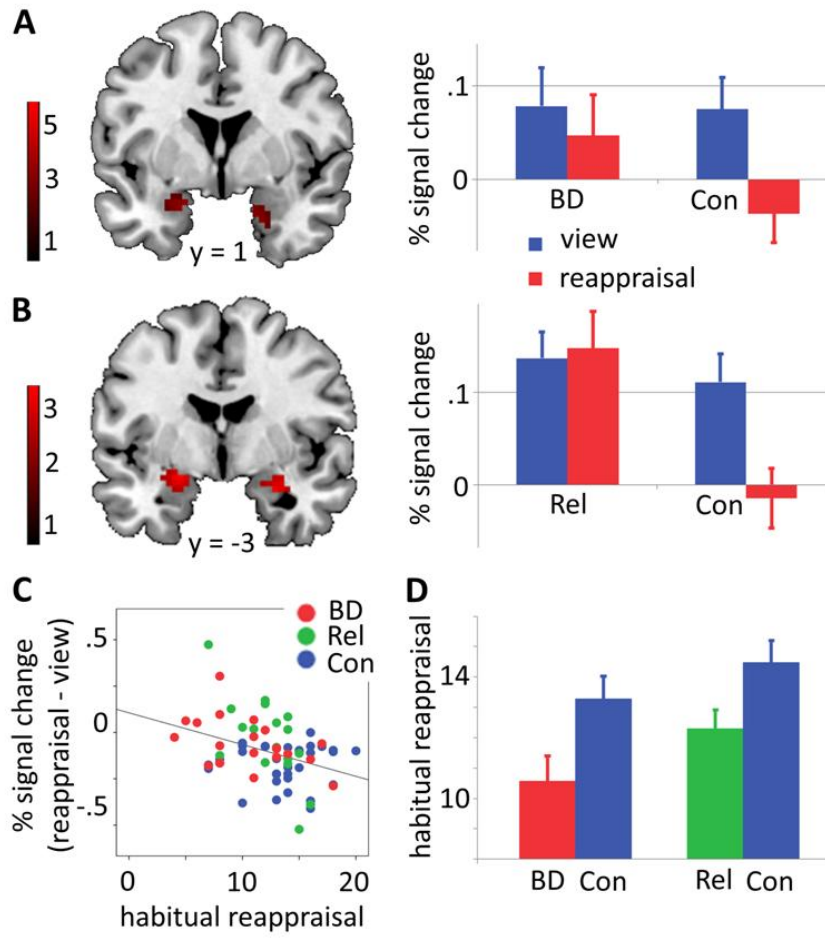 A
5
3
1
y = 1
% signal change
.1
0
BD
Con
view
reappraisal
B
3
2
1
y = -3
% signal change
.1
0
Rel
Con
C
% signal change
(reappraisal - view)
.5
0
-.5
BD
Rel
Con
0
10
20
habitual reappraisal
D
habitual reappraisal
14
10
BD
Con
Rel
Con